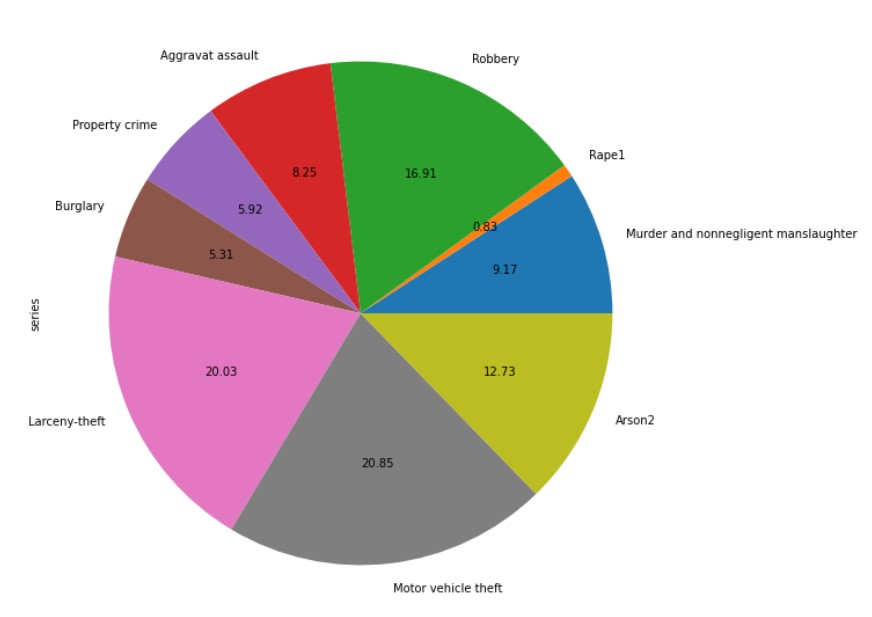 Aggravat assault
Robbery
Property crime
Rape1
Burglary
Murder and nonnegligent manslaughter
8.25
16.91
5.92
0.83
5.31
9.17
series
20.03
12.73
Larceny-theft
Arson2
20.85
Motor vehicle theft